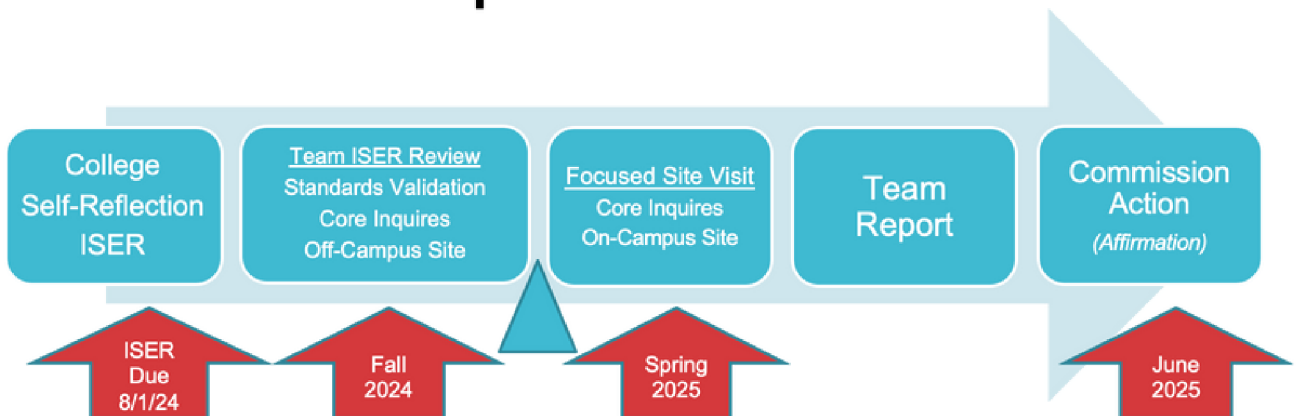 College
Self-Reflection
ISER
Team ISER Review
Standards Validation
Core Inquires
Off-Campus Site
Focused Site Visit
Core Inquires
On-Campus Site
Team
Report
Commission
Action
(Affirmation)
ISER
Due
8/1/24
Fall
2024
Spring
2025
June
2025